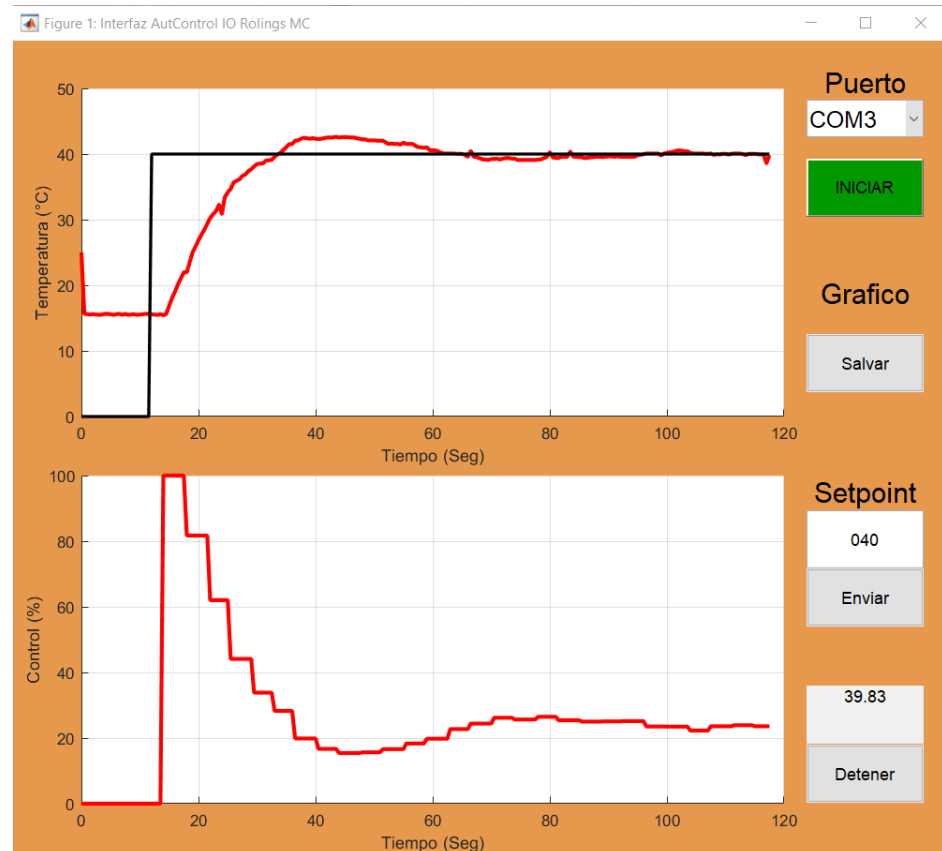 Figure 1: Interfaz AutControl IO Rolings MC
Puerto
COM3
INICIAR
Grafico
Salvar
Setpoint
040
Enviar
39.83
Detener
50
40
30
20
10
0
Temperatura (°C)
0 20 40 60 80 100 120
Tiempo (Seg)
100
80
60
40
20
0
Control (%)
0 20 40 60 80 100 120
Tiempo (Seg)